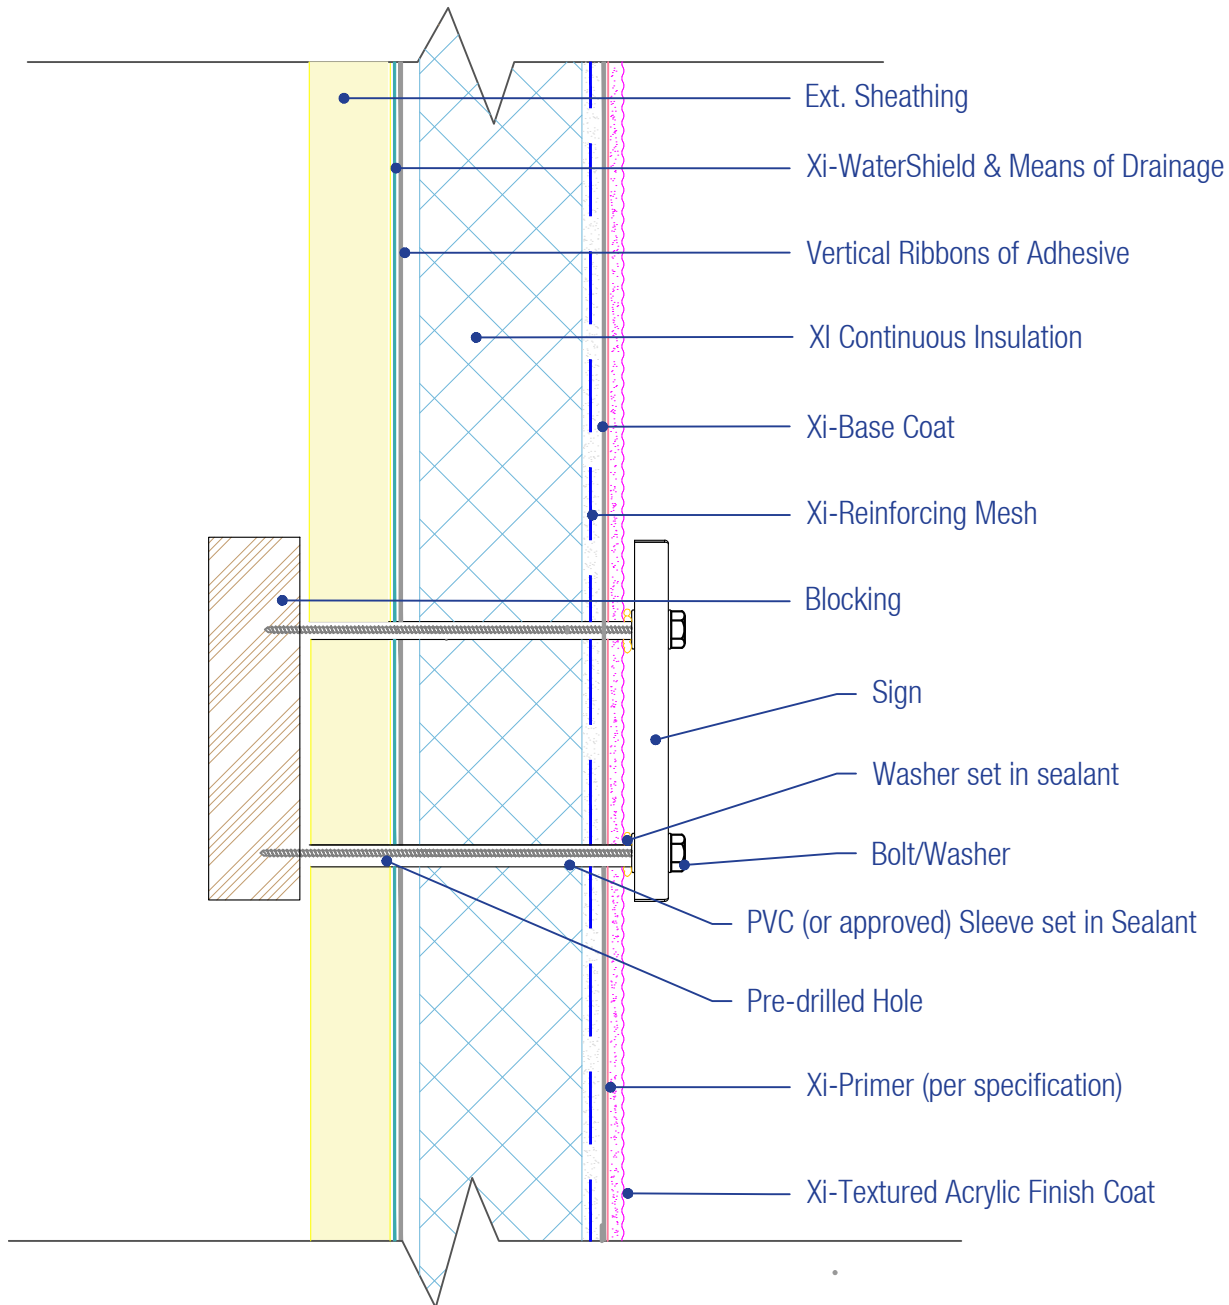 Ext. Sheathing
Xi-WaterShield & Means of Drainage
Vertical Ribbons of Adhesive
XI Continuous Insulation
Xi-Base Coat
Xi-Reinforcing Mesh
Blocking
Sign
Washer set in sealant
Bolt/Washer
PVC (or approved) Sleeve set in Sealant
Pre-drilled Hole
Xi-Primer (per specification)
Xi-Textured Acrylic Finish Coat